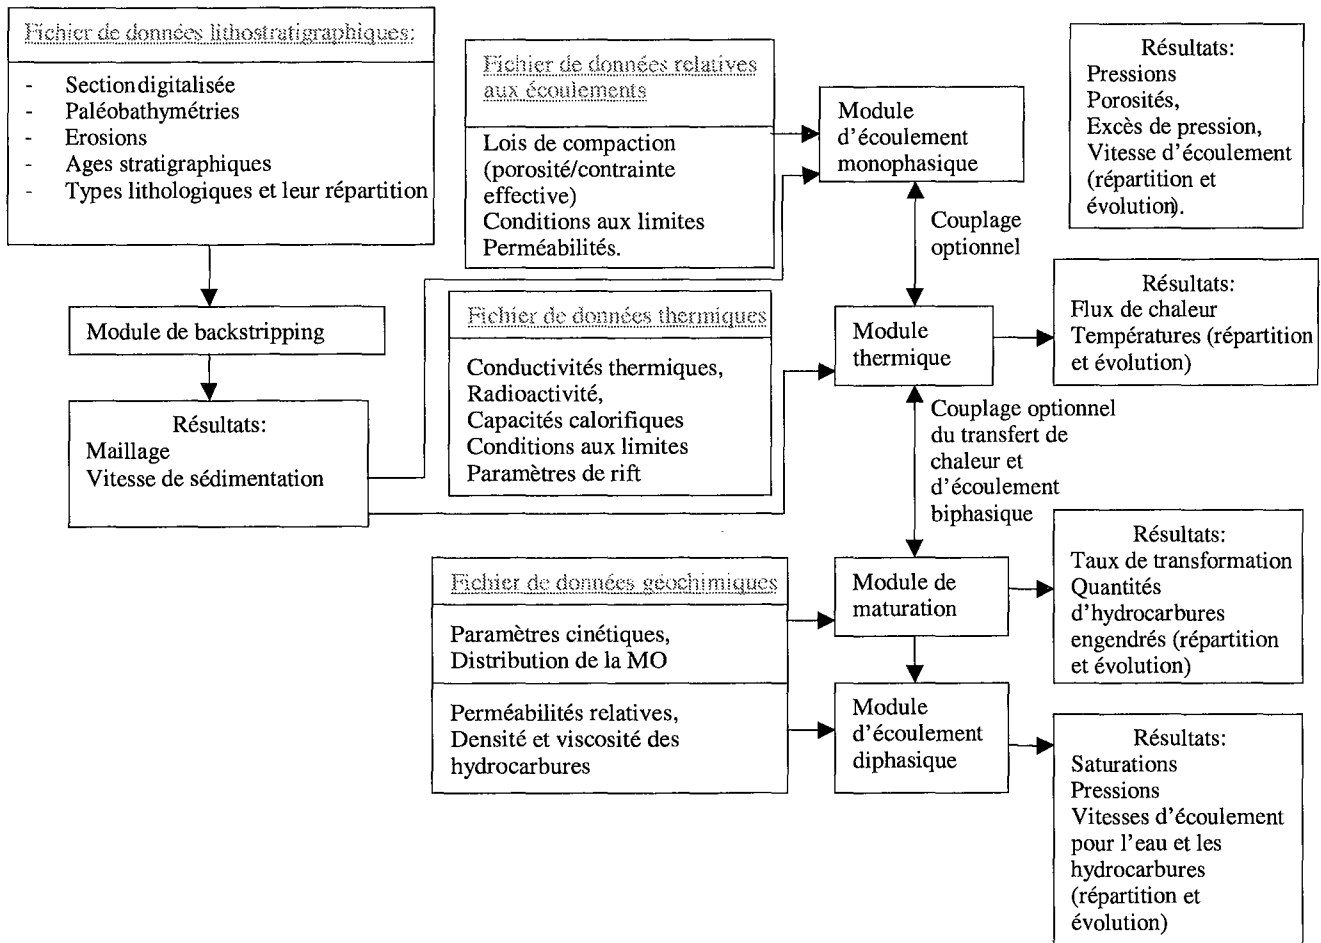 Fichier de données lithostratigraphiques:
- Section digitalisée
- Paléobathymétries
- Erosions
- Ages stratigraphiques
- Types lithologiques et leur répartition
Module de backstripping
Résultats:
Maillage
Vitesse de sédimentation
Fichier de données relatives
aux écoulements
Lois de compaction
(porosité/contrainte
effective)
Conditions aux limites
Perméabilités.
Fichier de données thermiques
Conductivités thermiques,
Radioactivité,
Capacités calorifiques
Conditions aux limites
Paramètres de rift
Fichier de données géochimiques
Paramètres cinétiques,
Distribution de la MO
Perméabilités relatives,
Densité et viscosité des
hydrocarbures
Module
d'écoulement
monophasique
Couplage
optionnel
Module
thermique
Couplage optionnel
du transfert de
chaleur et
d'écoulement
biphasique
Module de
maturation
Module
d'écoulement
diphasique
Résultats:
Pressions
Porosités,
Excès de pression,
Vitesse d'écoulement
(répartition et
évolution).
Résultats:
Flux de chaleur
Températures (répartition
et évolution)
Résultats:
Taux de transformation
Quantités
d'hydrocarbures
engendrés (répartition
et évolution)
Résultats:
Saturations
Pressions
Vitesses d'écoulement
pour l'eau et les
hydrocarbures
(répartition et
évolution)